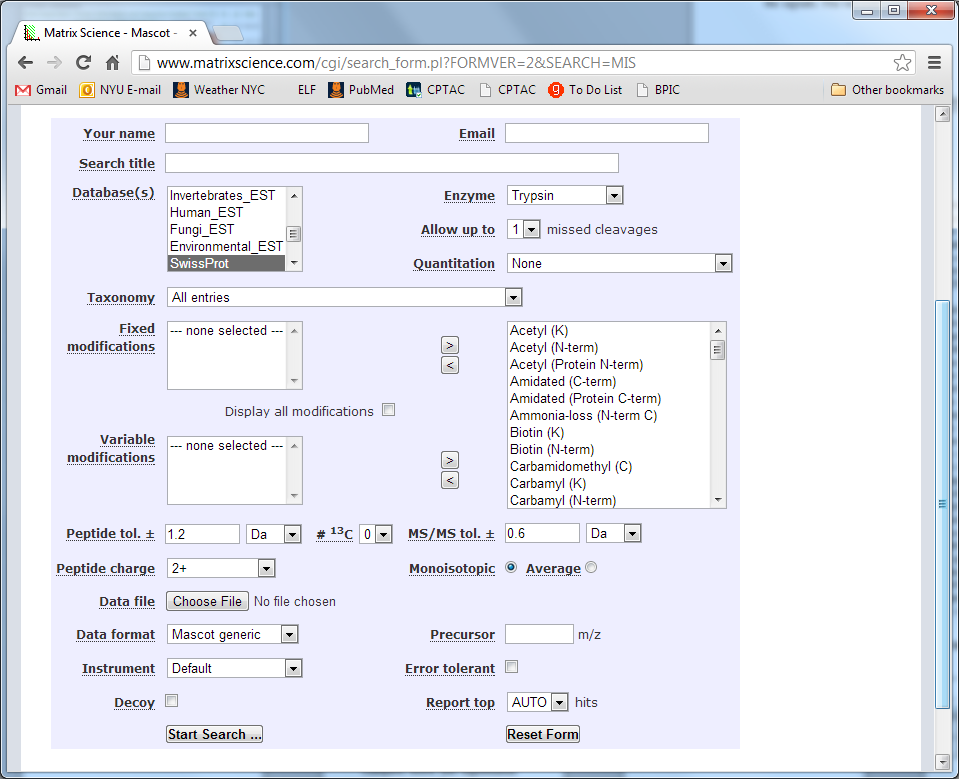 Matrix Science - Mascot -
www.matrixscience.com/cgi/search_form.pl?FORMVER=2&SEARCH=MIS
Gmail NYU E-mail Weather NYC ELF PubMed CPTAC CPTAC To Do List BPIC Other bookmarks
Your name Email
Search title
Database(s) Invertebrates_EST Enzyme Trypsin
Human_EST
Fungi_EST Allow up to 1 missed cleavages
Environmental_EST
SwissProt Quantitation None
Taxonomy All entries
Fixed modifications --- none selected --- > <
Acetyl (K)
Acetyl (N-term)
Acetyl (Protein N-term)
Amidated (C-term)
Amidated (Protein C-term)
Ammonia-loss (N-term C)
Biotin (K)
Biotin (N-term)
Carbamidomethyl (C)
Carbamyl (K)
Carbamyl (N-term)
Display all modifications
Variable modifications --- none selected --- > <
Peptide tol. ± 1.2 Da # 13C 0 MS/MS tol. ± 0.6 Da
Peptide charge 2+ Monoisotopic Average
Data file Choose File No file chosen
Data format Mascot generic Precursor m/z
Instrument Default Error tolerant
Decoy Report top AUTO hits
Start Search ... Reset Form